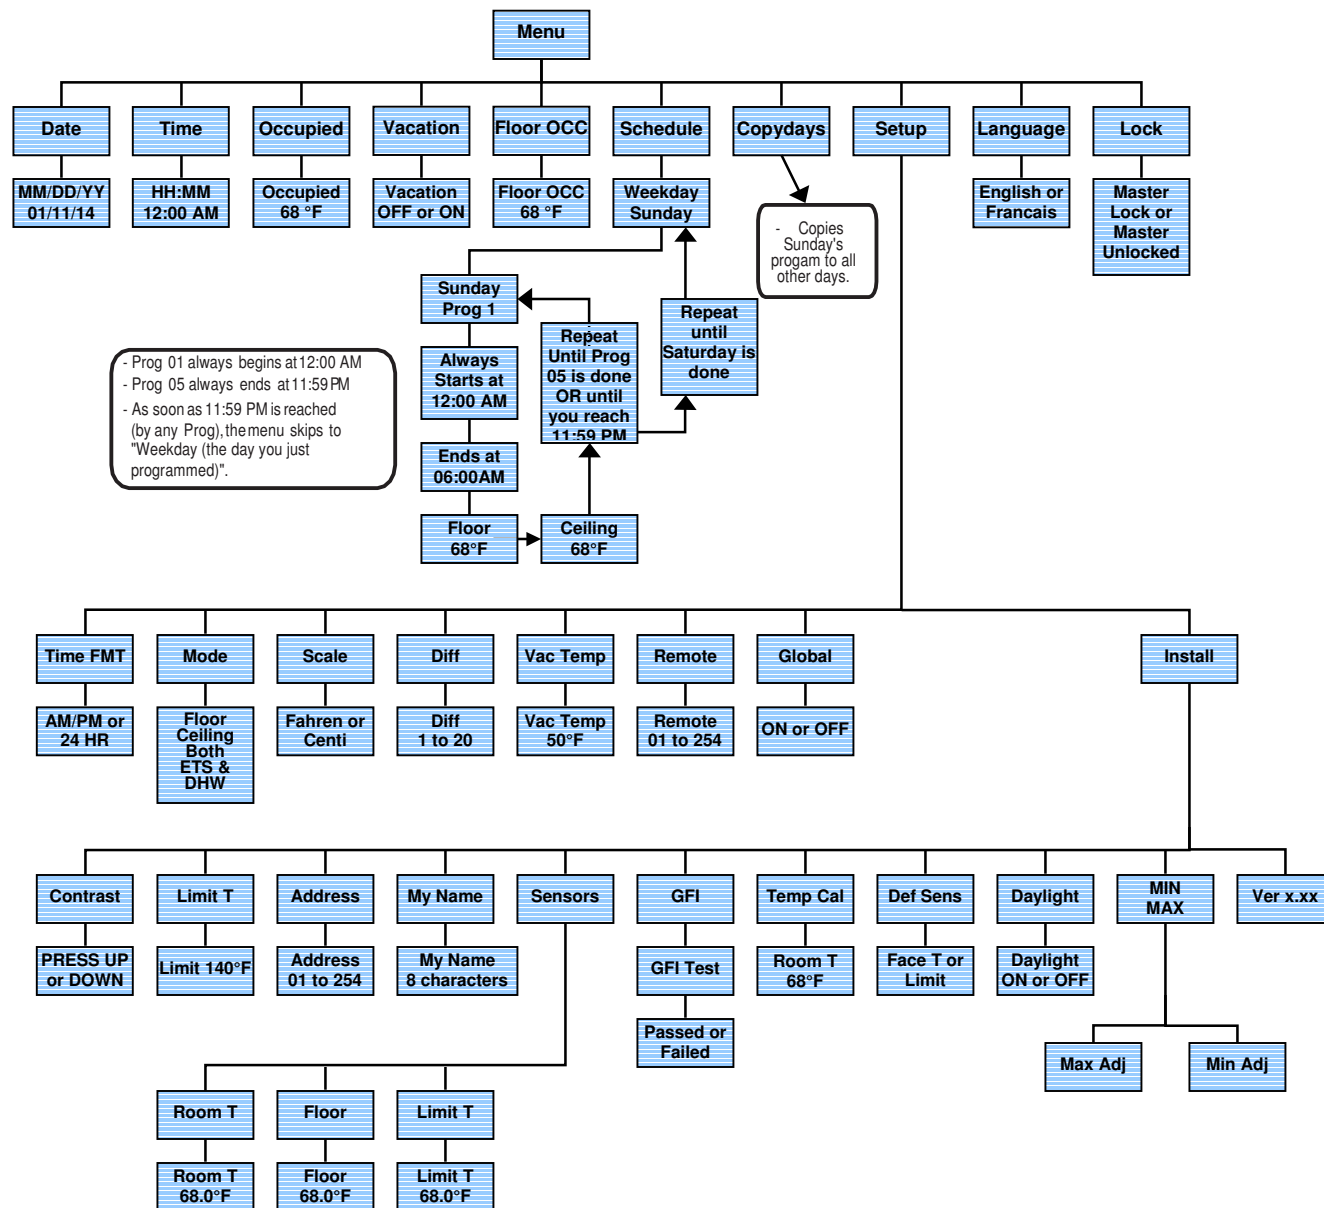 Menu
Date
Time
Occupied
Vacation
Floor OCC
Schedule
Copydays
Setup
Language
Lock
MM/DD/YY
01/11/14
HH:MM
12:00 AM
Occupied
68 °F
Vacation
OFF or ON
Floor OCC
68 °F
Weekday
Sunday
English or
Francais
Master
Lock or
Master
Unlocked
- Copies
Sunday's
progam to all
other days.
Sunday
Prog 1
Always
Starts at
12:00 AM
Ends at
06:00AM
Floor
68°F
Ceiling
68°F
Repeat
Until Prog
05 is done
OR until
you reach
11:59 PM
Repeat
until
Saturday is
done
- Prog 01 always begins at 12:00 AM
- Prog 05 always ends at 11:59 PM
- As soon as 11:59 PM is reached
(by any Prog), the menu skips to
"Weekday (the day you just
programmed)".
Time FMT
Mode
Scale
Diff
Vac Temp
Remote
Global
Install
AM/PM or
24 HR
Floor
Ceiling
Both
ETS &
DHW
Fahren or
Centi
Diff
1 to 20
Vac Temp
50°F
Remote
01 to 254
ON or OFF
Contrast
Limit T
Address
My Name
Sensors
GFI
Temp Cal
Def Sens
Daylight
MIN
MAX
Ver x.xx
PRESS UP
or DOWN
Limit 140°F
Address
01 to 254
My Name
8 characters
GFI Test
Room T
68°F
Face T or
Limit
Daylight
ON or OFF
Passed or
Failed
Max Adj
Min Adj
Room T
Floor
Limit T
Room T
68.0°F
Floor
68.0°F
Limit T
68.0°F